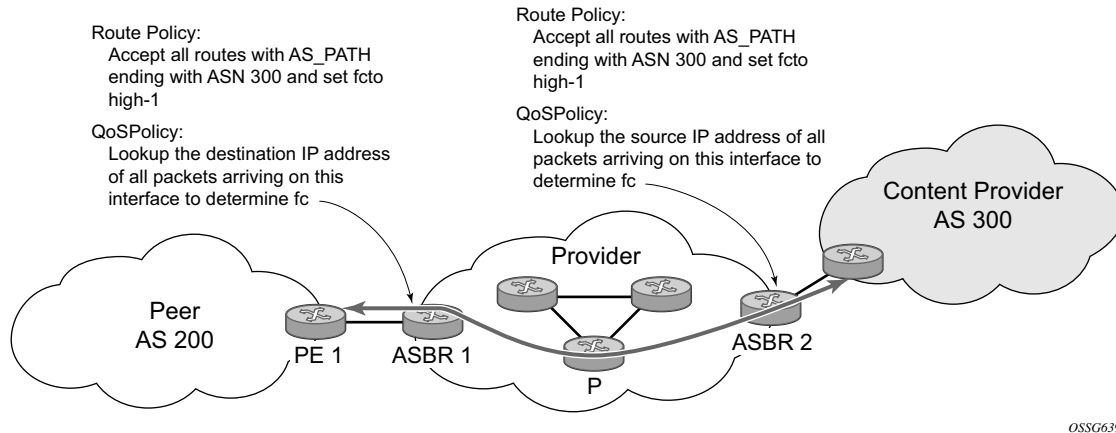 Route Policy:
Accept all routes with AS_PATH
ending with ASN 300 and set fcto
high-1
QoSPolicy:
Lookup the destination IP address
of all packets arriving on this
interface to determine fc
Route Policy:
Accept all routes with AS_PATH
ending with ASN 300 and set fcto
high-1
QoSPolicy:
Lookup the source IP address of all
packets arriving on this interface to
determine fc
Content Provider
AS 300
Provider
Peer
AS 200
PE 1
ASBR 1
P
ASBR 2